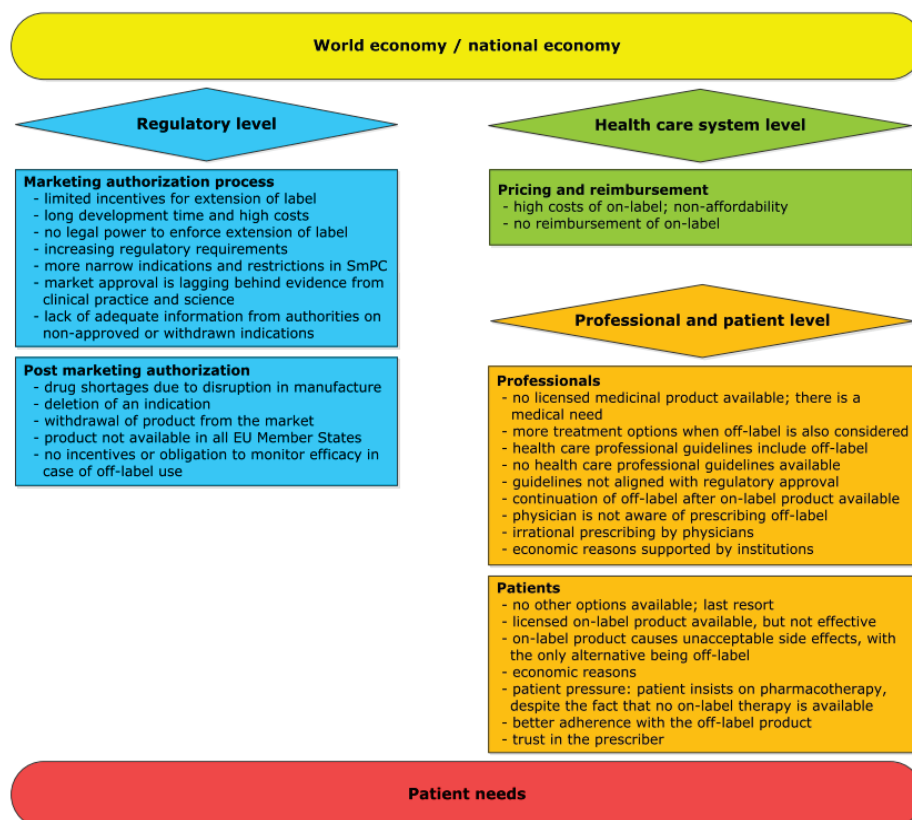 World economy / national economy
Regulatory level
Marketing authorization process
- limited incentives for extension of label
- long development time and high costs
- no legal power to enforce extension of label
- increasing regulatory requirements
- more narrow indications and restrictions in SmPC
- market approval is lagging behind evidence from
clinical practice and science
- lack of adequate information from authorities on
non-approved or withdrawn indications
Post marketing authorization
- drug shortages due to disruption in manufacture
- deletion of an indication
- withdrawal of product from the market
- product not available in all EU Member States
- no incentives or obligation to monitor efficacy in
case of off-label use
Health care system level
Pricing and reimbursement
- high costs of on-label; non-affordability
- no reimbursement of on-label
Professional and patient level
Professionals
- no licensed medicinal product available; there is a
medical need
- more treatment options when off-label is also considered
- health care professional guidelines include off-label
- no health care professional guidelines available
- guidelines not aligned with regulatory approval
- continuation of off-label after on-label product available
- physician is not aware of prescribing off-label
- irrational prescribing by physicians
- economic reasons supported by institutions
Patients
- no other options available; last resort
- licensed on-label product available, but not effective
- on-label product causes unacceptable side effects, with
the only alternative being off-label
- economic reasons
- patient pressure: patient insists on pharmacotherapy,
despite the fact that no on-label therapy is available
- better adherence with the off-label product
- trust in the prescriber
Patient needs